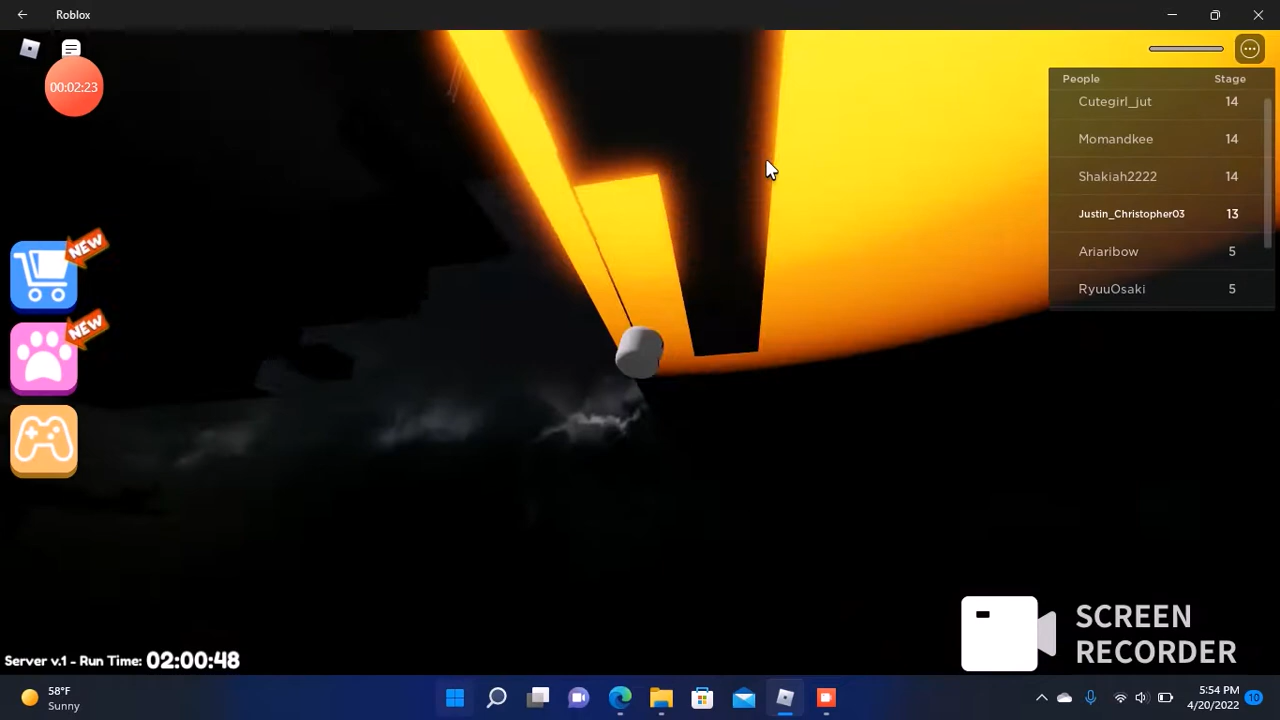 Roblox
00:02:23
People Stage
Cutegirl_jut 14
Momandkee 14
Shakiah2222 14
Justin_Christopher03 13
Ariaribow 5
RyuuOsaki 5
NEW
NEW
SCREEN
RECORDER
Server v.1 - Run Time: 02:00:48
58°F
Sunny
5:54 PM
4/20/2022
10